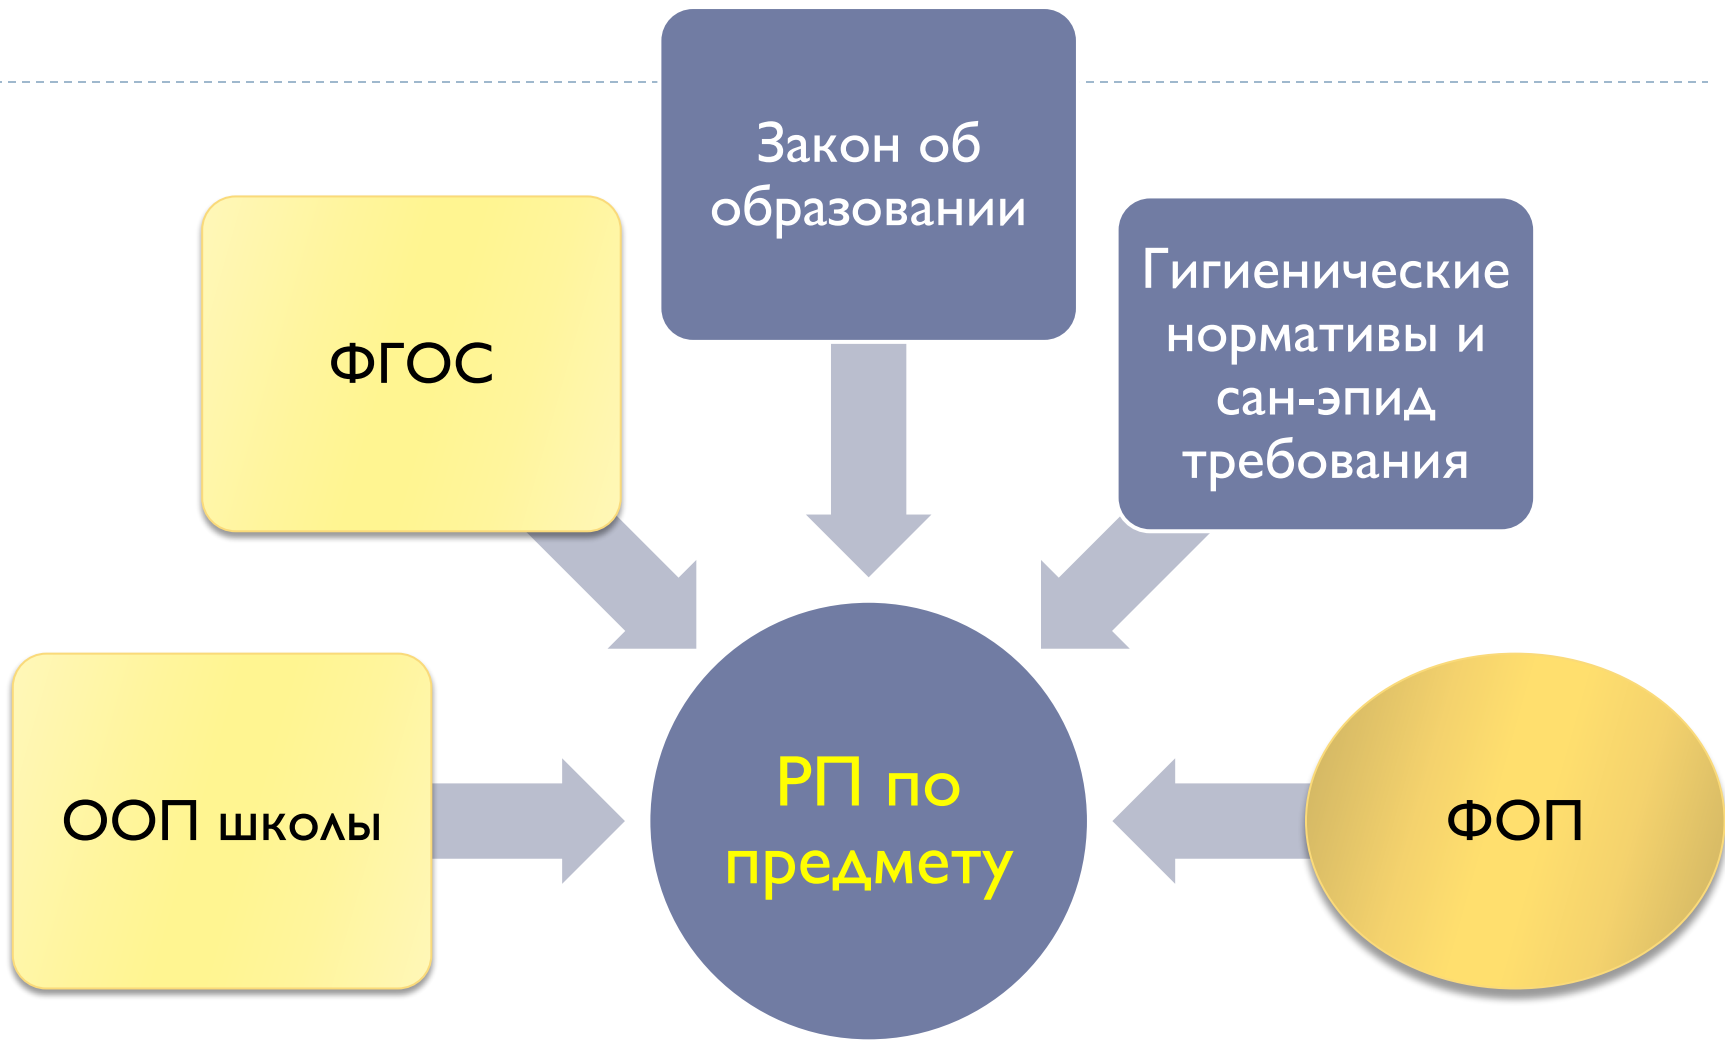 Закон об
образовании
ФГОС
Гигиенические
нормативы и
сан-эпид
требования
ООП школы
РП по
предмету
ФОП